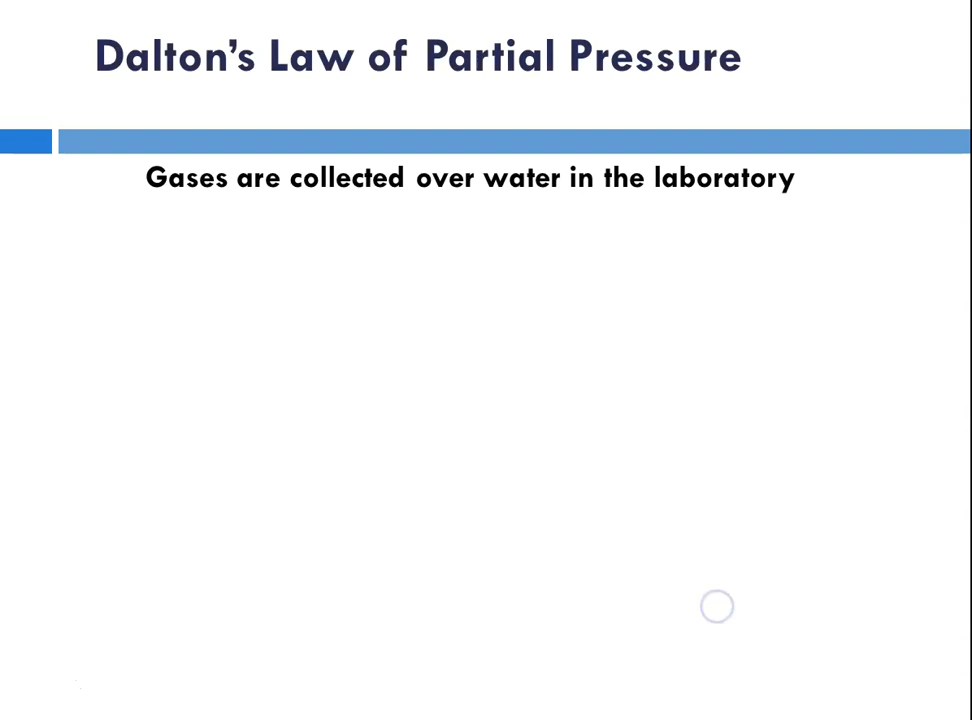 Dalton’s Law of Partial Pressure
Gases are collected over water in the laboratory